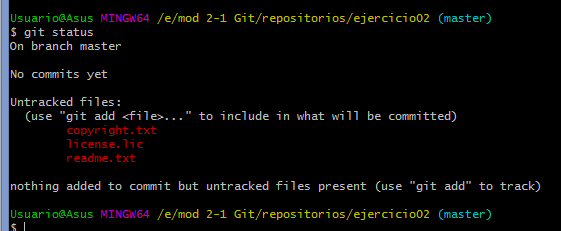 Usuario@Asus MINGW64 /e/mod 2-1 Git/repositorios/ejercicio02 (master)
$ git status
On branch master
No commits yet
Untracked files:
(use "git add <file>..." to include in what will be committed)
copyright.txt
license.lic
readme.txt
nothing added to commit but untracked files present (use "git add" to track)
Usuario@Asus MINGW64 /e/mod 2-1 Git/repositorios/ejercicio02 (master)
$